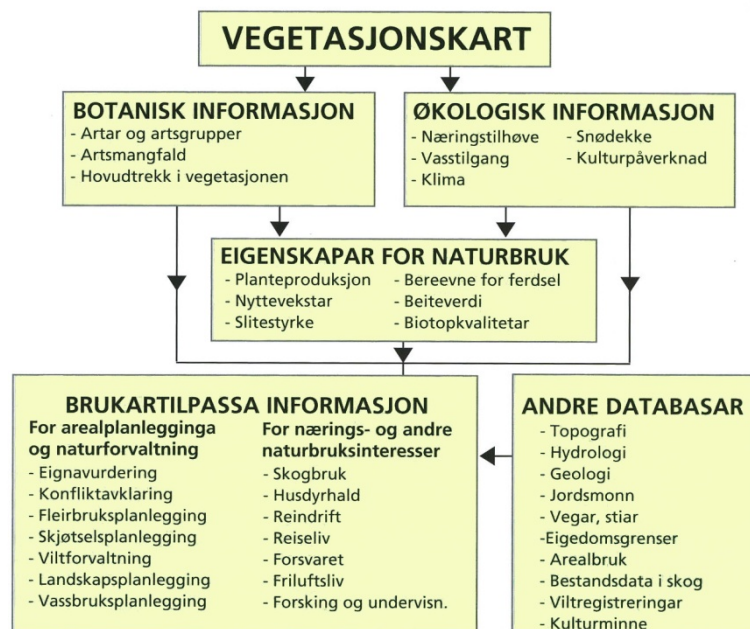 VEGETASJONSKART
BOTANISK INFORMASJON
- Artar og artsgrupper
- Artsmangfald
- Hovudtrekk i vegetasjonen
ØKOLOGISK INFORMASJON
- Næringstilhøve
- Vasstilgang
- Klima
- Snødekke
- Kulturpåverknad
EIGENSKAPAR FOR NATURBRUK
- Planteproduksjon
- Nyttevekstar
- Slitestyrke
- Bereevne for ferdsel
- Beiteverdi
- Biotopkvalitetar
BRUKARTILPASSA INFORMASJON
For arealplanlegginga
og naturforvaltning
- Eignavurdering
- Konfliktavklaring
- Fleirbruksplanlegging
- Skjøtselsplanlegging
- Viltforvaltning
- Landskapsplanlegging
- Vassbruksplanlegging
For nærings- og andre
naturbruksinteresser
- Skogbruk
- Husdyrhald
- Reindrift
- Reiseliv
- Forsvaret
- Friluftsliv
- Forsking og undervisn.
ANDRE DATABASAR
- Topografi
- Hydrologi
- Geologi
- Jordsmonn
- Vegar, stiar
-Eigedomsgrenser
- Arealbruk
- Bestandsdata i skog
- Viltregistreringar
- Kulturminne